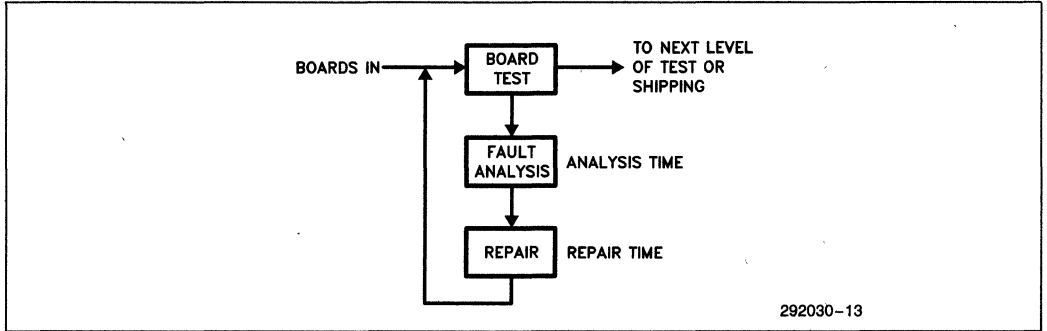 BOARDS IN
BOARD
TEST
TO NEXT LEVEL
OF TEST OR
SHIPPING
FAULT
ANALYSIS
ANALYSIS TIME
REPAIR
REPAIR TIME
292030-13